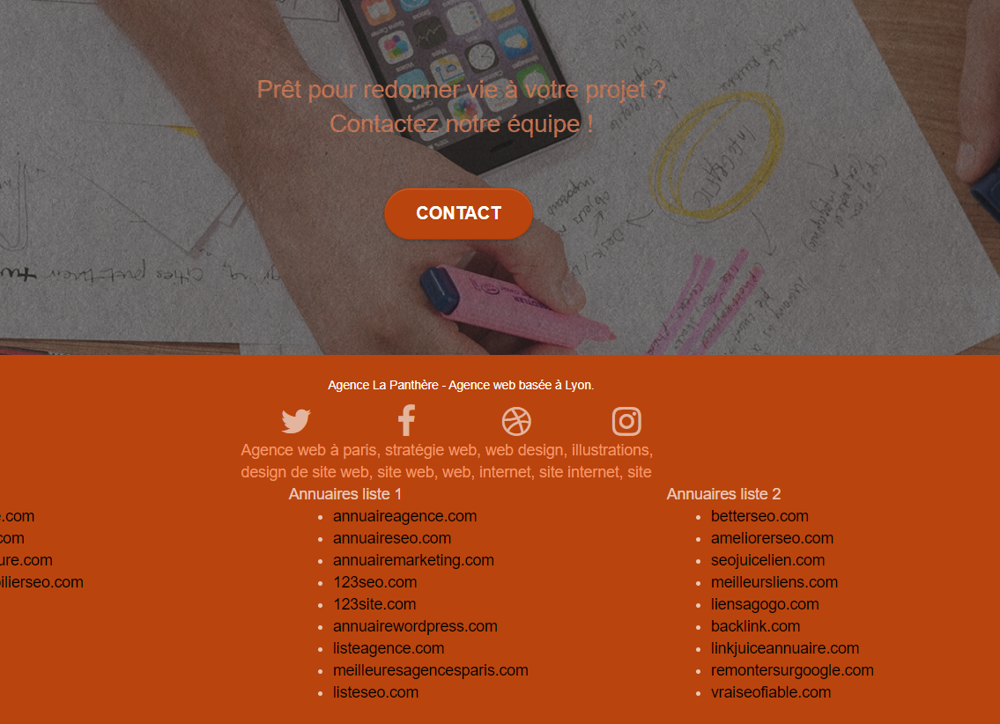 Prêt pour redonner vie à votre projet ?
Contactez notre équipe !
CONTACT
Agence La Panthère - Agence web basée à Lyon.
Agence web à paris, stratégie web, web design, illustrations,
design de site web, site web, web, internet, site internet, site
.com
.com
ure.com
ilierseo.com
Annuaires liste 1
annuaireagence.com
annuaireseo.com
annuairemarketing.com
123seo.com
123site.com
annuairewordpress.com
listeagence.com
meilleuresagencesparis.com
listeseo.com
Annuaires liste 2
betterseo.com
ameliorerseo.com
seojuicelien.com
meilleursliens.com
liensagogo.com
backlink.com
linkjuiceannuaire.com
remontersurgoogle.com
vraiseofiable.com